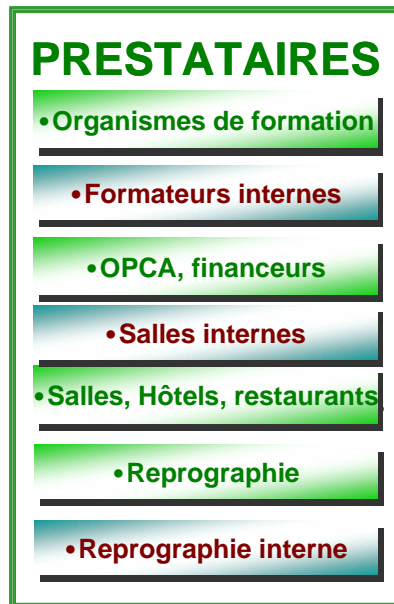 PRESTATAIRES
•Organismes de formation
•Formateurs internes
•OPCA, financeurs
•Salles internes
•Salles, Hôtels, restaurants
•Reprographie
•Reprographie interne